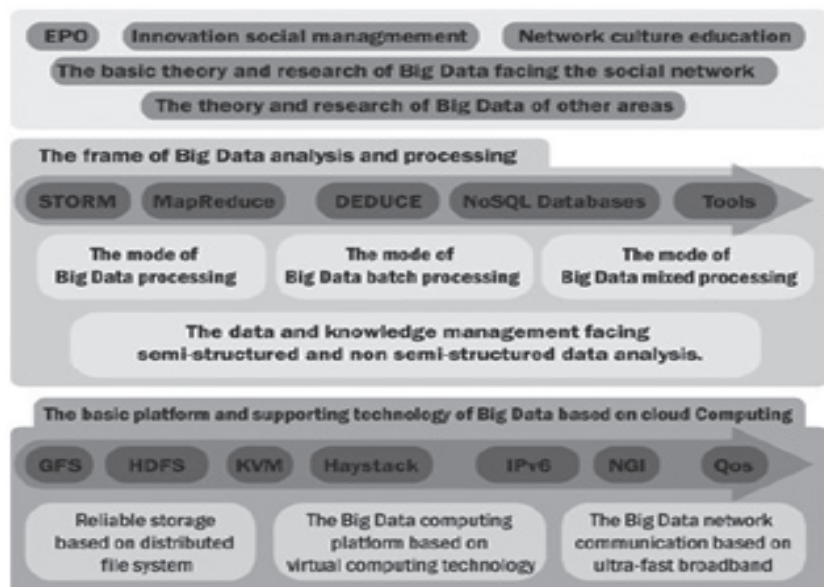 EPO Innovation social managmement Network culture education
The basic theory and research of Big Data facing the social network
The theory and research of Big Data of other areas
The frame of Big Data analysis and processing
STORM MapReduce DEDUCE NoSQL Databases Tools
The mode of
Big Data processing
The mode of
Big Data batch processing
The mode of
Big Data mixed processing
The data and knowledge management facing
semi-structured and non semi-structured data analysis.
The basic platform and supporting technology of Big Data based on cloud Computing
GFS HDFS KVM Haystack IPv6 NGI Qos
Reliable storage
based on distributed
file system
The Big Data computing
platform based on
virtual computing technology
The Big Data network
communication based on
ultra-fast broadband